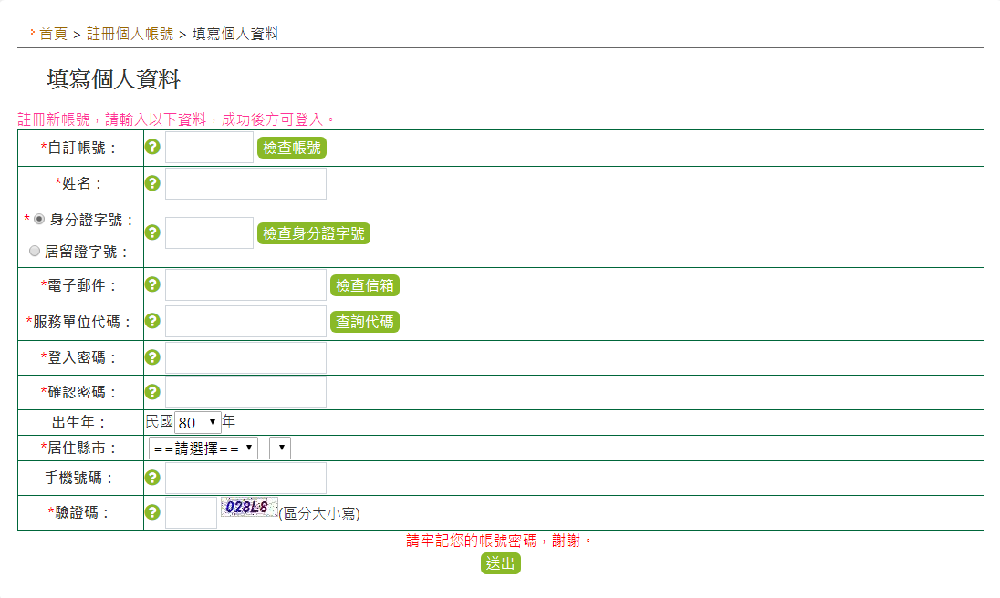 首頁 > 註冊個人帳號 > 填寫個人資料
填寫個人資料
註冊新帳號，請輸入以下資料，成功後方可登入。
*自訂帳號： ? 檢查帳號
*姓名： ?
* 身分證字號：
? 檢查身分證字號
居留證字號：
*電子郵件： ? 檢查信箱
*服務單位代碼： ? 查詢代碼
*登入密碼： ?
*確認密碼： ?
出生年： 民國 80 年
*居住縣市： ==請選擇==
手機號碼： ?
*驗證碼： ? 028L8 (區分大小寫)
請牢記您的帳號密碼，謝謝。
送出